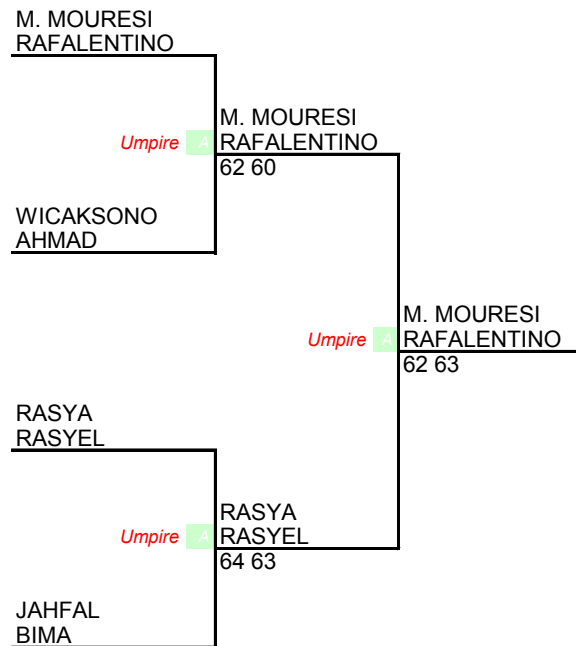 M. MOURESI
RAFALENTINO
Umpire A
M. MOURESI
RAFALENTINO
62 60
WICAKSONO
AHMAD
Umpire A
M. MOURESI
RAFALENTINO
62 63
RASYA
RASYEL
Umpire A
RASYA
RASYEL
64 63
JAHFAL
BIMA